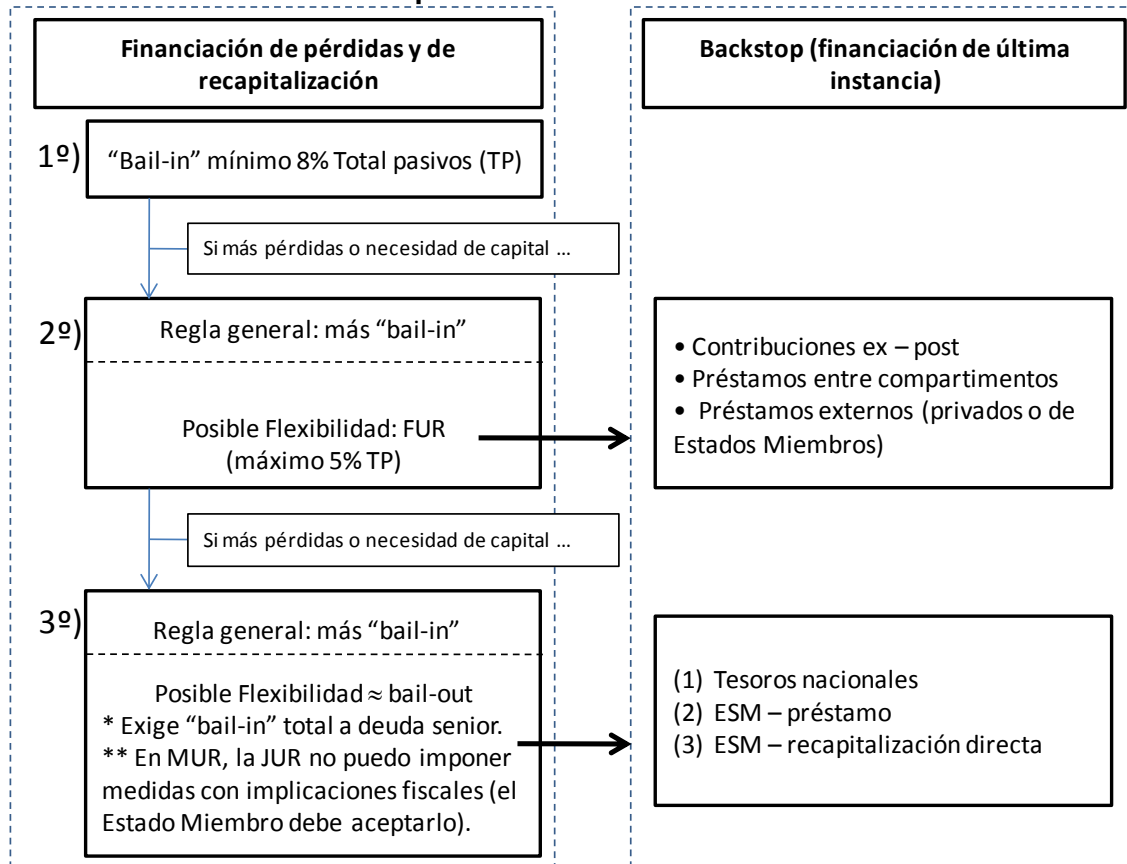 Financiación de pérdidas y de
recapitalización
Backstop (financiación de última
instancia)
1º)
“Bail-in” mínimo 8% Total pasivos (TP)
Si más pérdidas o necesidad de capital ...
2º)
Regla general: más “bail-in”
Posible Flexibilidad: FUR
(máximo 5% TP)
• Contribuciones ex – post
• Préstamos entre compartimentos
• Préstamos externos (privados o de
Estados Miembros)
Si más pérdidas o necesidad de capital ...
3º)
Regla general: más “bail-in”
Posible Flexibilidad ≈ bail-out
* Exige “bail-in” total a deuda senior.
** En MUR, la JUR no puedo imponer
medidas con implicaciones fiscales (el
Estado Miembro debe aceptarlo).
(1) Tesoros nacionales
(2) ESM – préstamo
(3) ESM – recapitalización directa